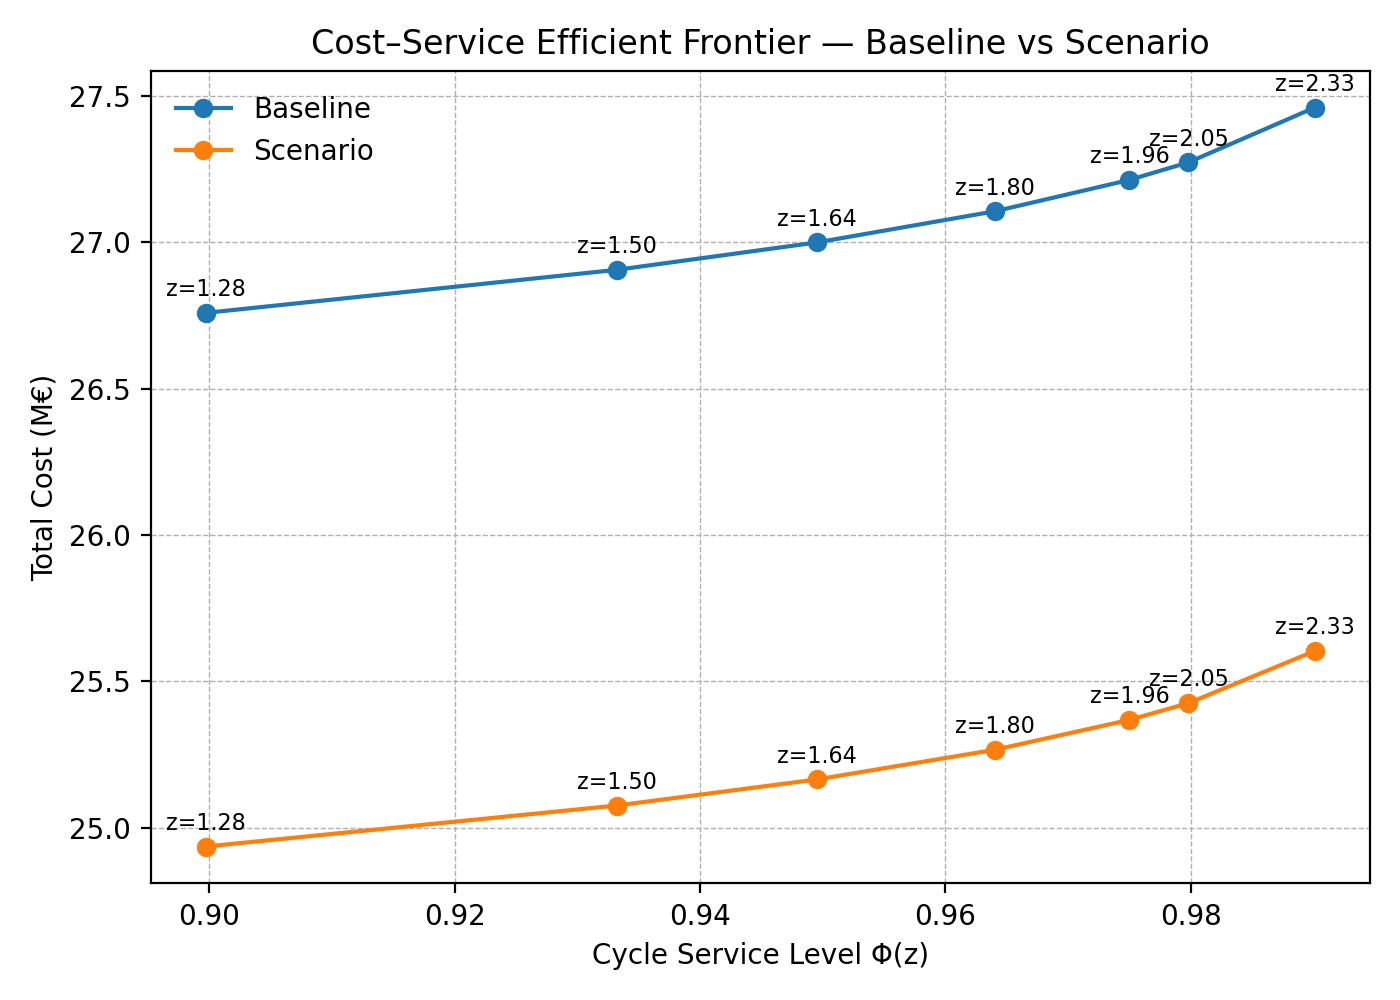 Cost–Service Efficient Frontier — Baseline vs Scenario
Baseline
Scenario
z=1.28
z=1.50
z=1.64
z=1.80
z=1.96
z=2.05
z=2.33
z=1.28
z=1.50
z=1.64
z=1.80
z=1.96
z=2.05
z=2.33
Total Cost (M€)
27.5
27.0
26.5
26.0
25.5
25.0
0.90
0.92
0.94
0.96
0.98
Cycle Service Level Φ(z)